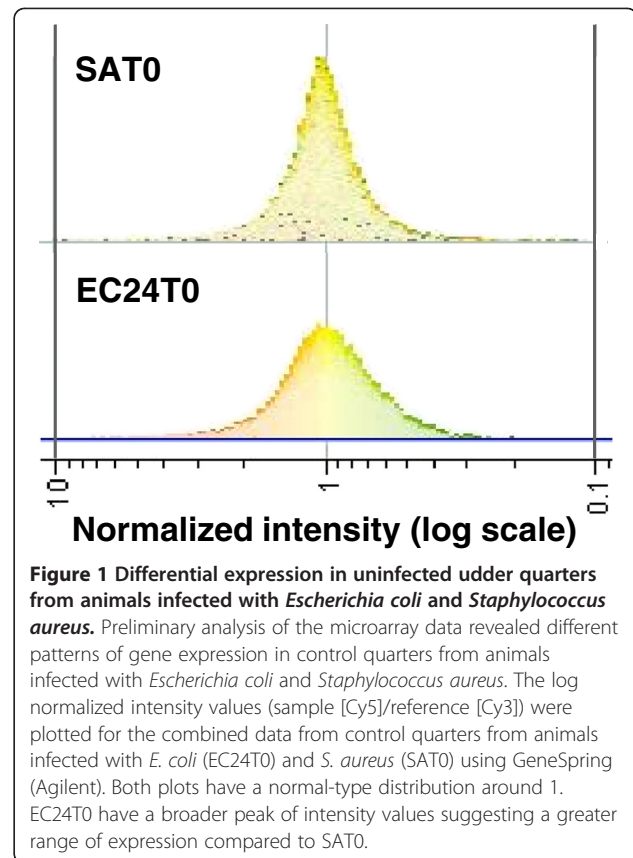 SAT0
EC24T0
10
1
0.1
Normalized intensity (log scale)
Figure 1 Differential expression in uninfected udder quarters
from animals infected with Escherichia coli and Staphylococcus
aureus. Preliminary analysis of the microarray data revealed different
patterns of gene expression in control quarters from animals
infected with Escherichia coli and Staphylococcus aureus. The log
normalized intensity values (sample [Cy5]/reference [Cy3]) were
plotted for the combined data from control quarters from animals
infected with E. coli (EC24T0) and S. aureus (SAT0) using GeneSpring
(Agilent). Both plots have a normal-type distribution around 1.
EC24T0 have a broader peak of intensity values suggesting a greater
range of expression compared to SAT0.